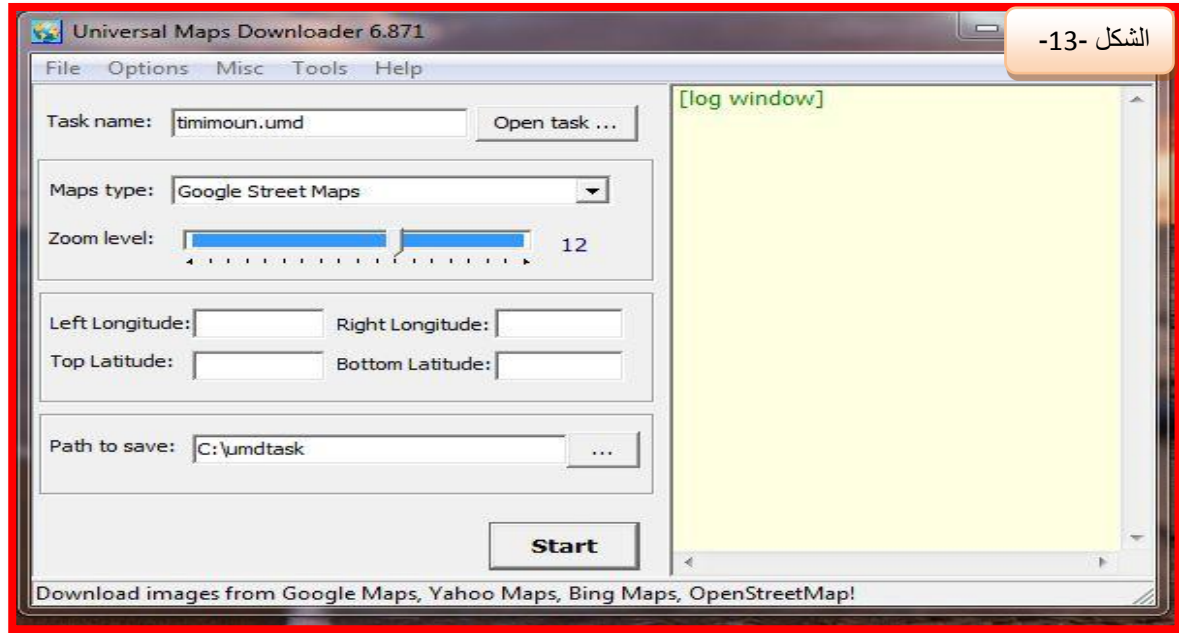 Universal Maps Downloader 6.871
الشكل -13-
File Options Misc Tools Help
Task name: timimoun.umd Open task ...
[log window]
Maps type: Google Street Maps
Zoom level: 12
Left Longitude: Right Longitude:
Top Latitude: Bottom Latitude:
Path to save: C:\umdtask ...
Start
Download images from Google Maps, Yahoo Maps, Bing Maps, OpenStreetMap!